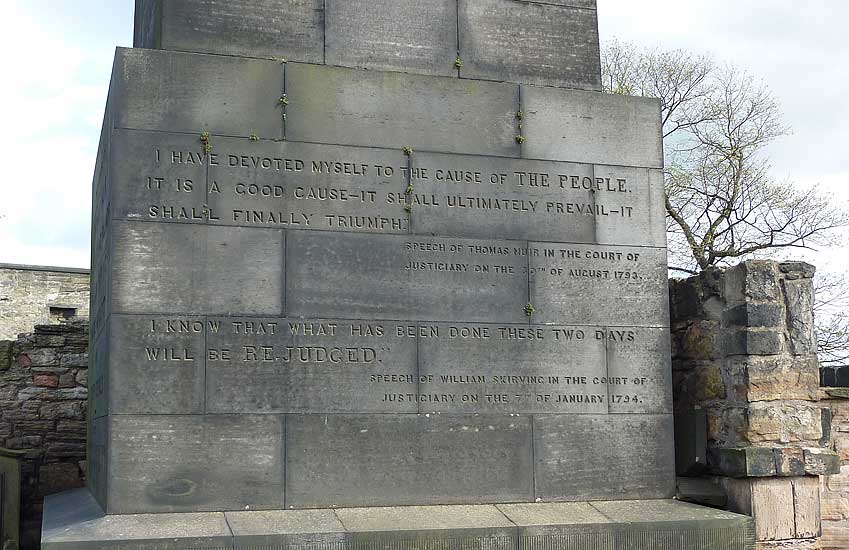 I HAVE DEVOTED MYSELF TO THE CAUSE OF THE PEOPLE.
IT IS A GOOD CAUSE–IT SHALL ULTIMATELY PREVAIL–IT
SHALL FINALLY TRIUMPH."
SPEECH OF THOMAS MUIR IN THE COURT OF
JUSTICIARY ON THE 30TH OF AUGUST 1793.
I KNOW THAT WHAT HAS BEEN DONE THESE TWO DAYS
WILL BE RE-JUDGED."
SPEECH OF WILLIAM SKIRVING IN THE COURT OF
JUSTICIARY ON THE 7TH OF JANUARY 1794.